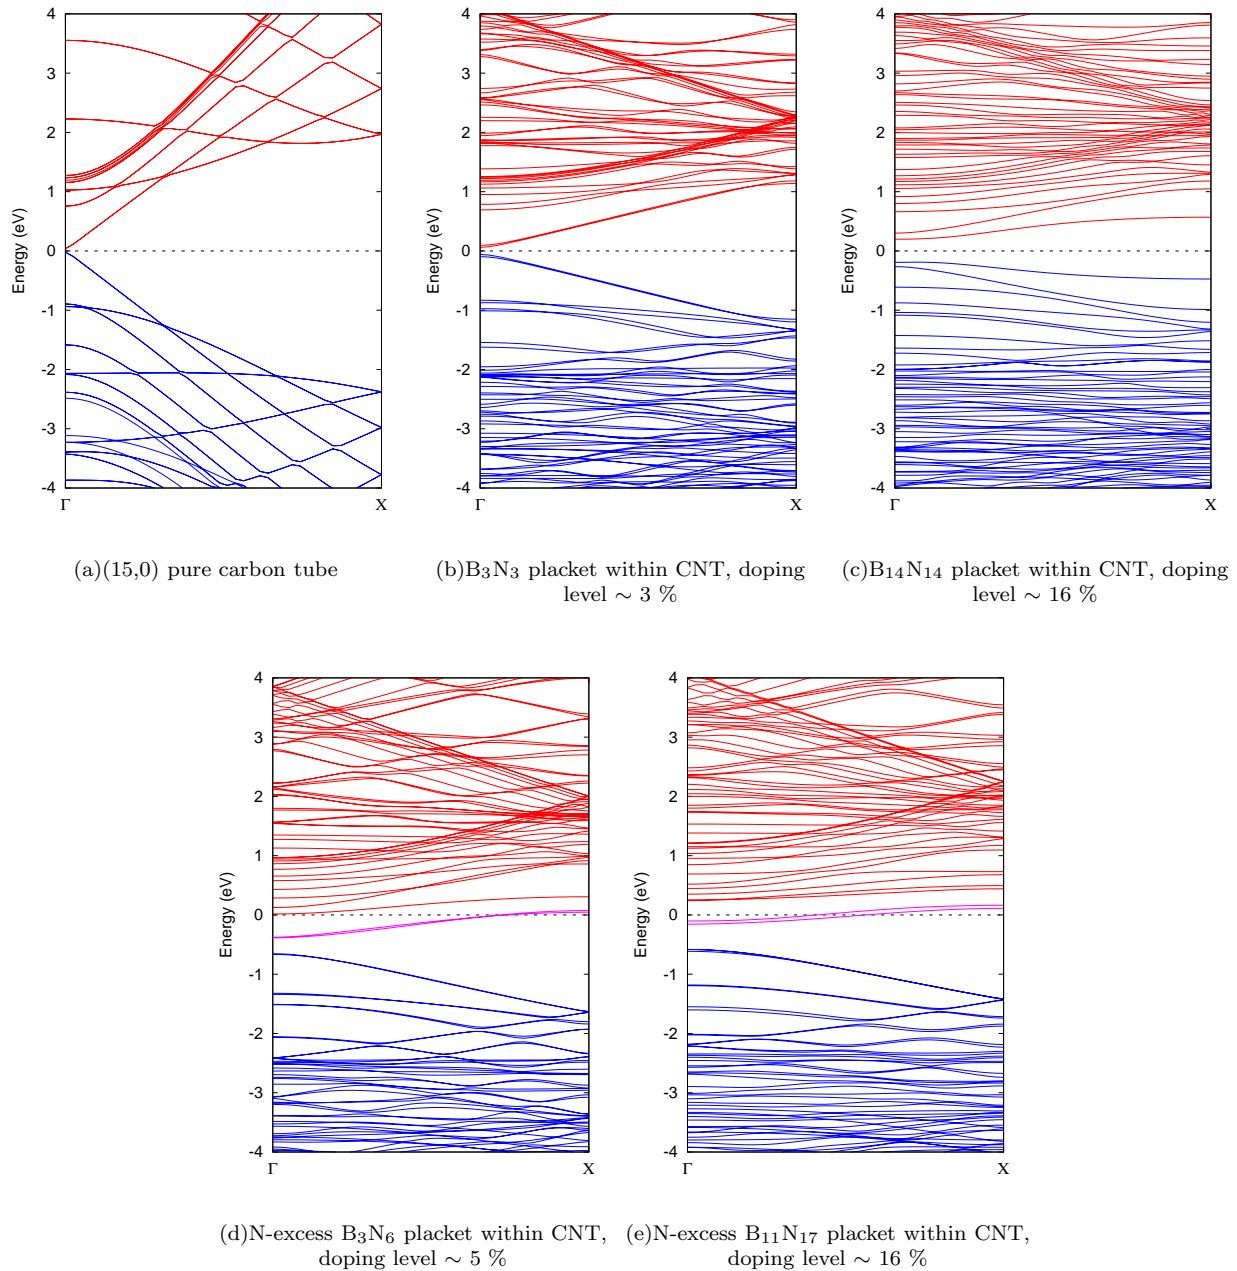 4
3
2
1
0
-1
-2
-3
-4
Energy (eV)
Γ
X
4
3
2
1
0
-1
-2
-3
-4
Energy (eV)
Γ
X
4
3
2
1
0
-1
-2
-3
-4
Energy (eV)
Γ
X
(a)(15,0) pure carbon tube
(b)B₃N₃ placket within CNT, doping
level ∼ 3 %
(c)B₁₄N₁₄ placket within CNT, doping
level ∼ 16 %
4
3
2
1
0
-1
-2
-3
-4
Energy (eV)
Γ
X
4
3
2
1
0
-1
-2
-3
-4
Energy (eV)
Γ
X
(d)N-excess B₃N₆ placket within CNT,
doping level ∼ 5 %
(e)N-excess B₁₁N₁₇ placket within CNT,
doping level ∼ 16 %